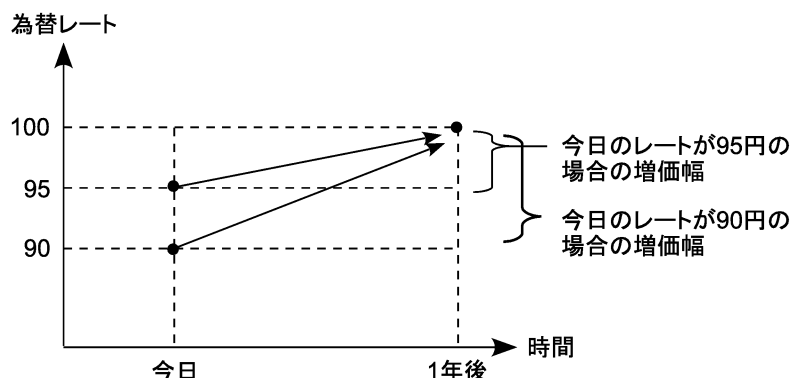 為替レート
100
95
90
今日のレートが95円の
場合の増価幅
今日のレートが90円の
場合の増価幅
時間
今日
1年後